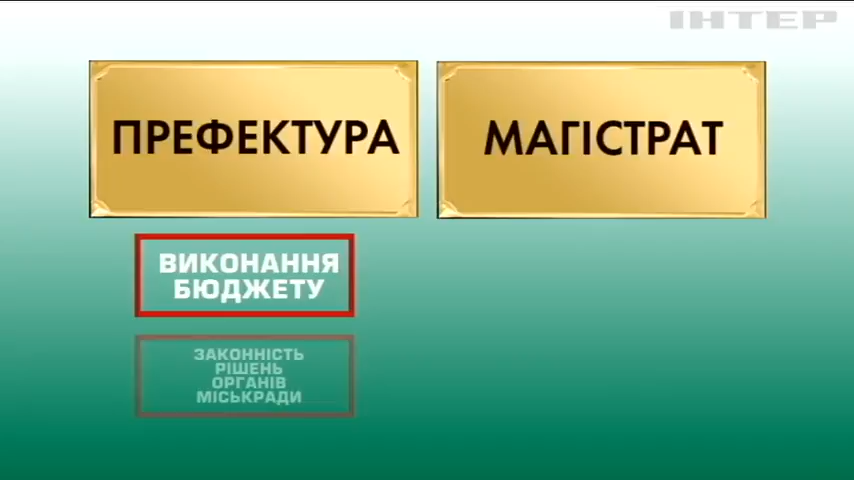 ІНТЕР
ПРЕФЕКТУРА
МАГІСТРАТ
ВИКОНАННЯ
БЮДЖЕТУ
ЗАКОННІСТЬ
РІШЕНЬ
ОРГАНІВ
МІСЬКРАДИ